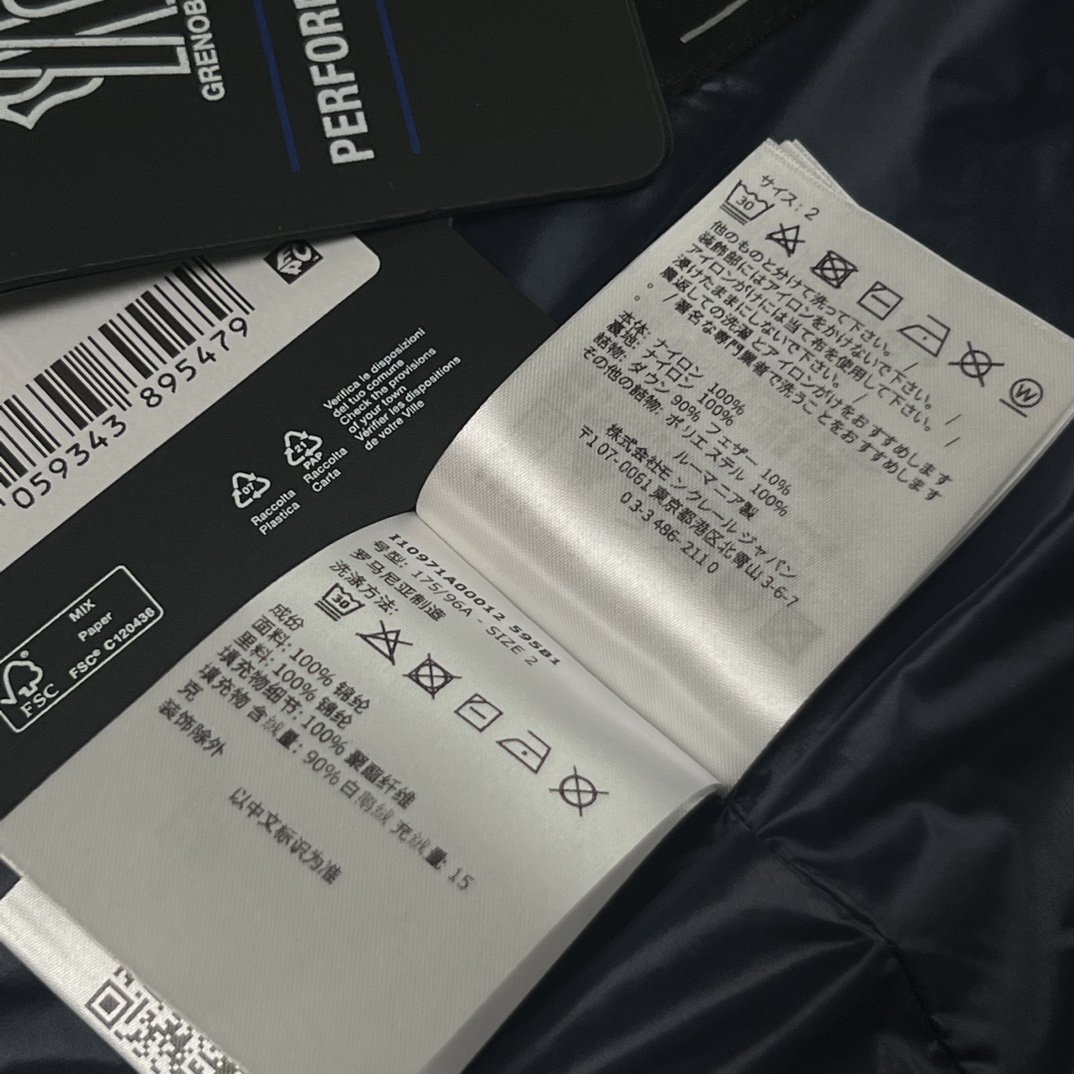 GRENOB
PERFOR
059343 895479
Verifica le disposizioni
del tuo comune
Check the provisions
of your town
Vérifier les dispositions
de votre Ville
07
Raccolta
Plastica
21
PAP
Raccolta
Carta
MIX
Paper
FSC® C120436
FSC
サイズ: 2
30
W
他のものと分けて洗って下さい。
装飾部にはアイロンをかけないで下さい。
アイロンがけには当て布を使用して下さい。 /
浸けたままにしないで下さい。 /
裏返しての洗濯とアイロンがけをおすすめします
。 /著名な専門業者で洗うことをおすすめします
。
本体: ナイロン 100%
裏地: ナイロン 100%
詰物: ダウン 90% フェザー 10%
その他の詰物: ポリエステル 100%
ルーマニア製
株式会社モンクレール ジャパン
〒107-0061 東京都港区北青山 3-6-7
03-3486-2110
I10971A00012 595B1
号型: 175/96A - SIZE 2
罗马尼亚制造
洗涤方法:
30
成份
面料: 100% 锦纶
里料: 100% 锦纶
填充物细节: 100% 聚酯纤维
填充物 含绒量: 90% 白鹅绒 充绒量: 15
克
装饰除外
以中文标识为准